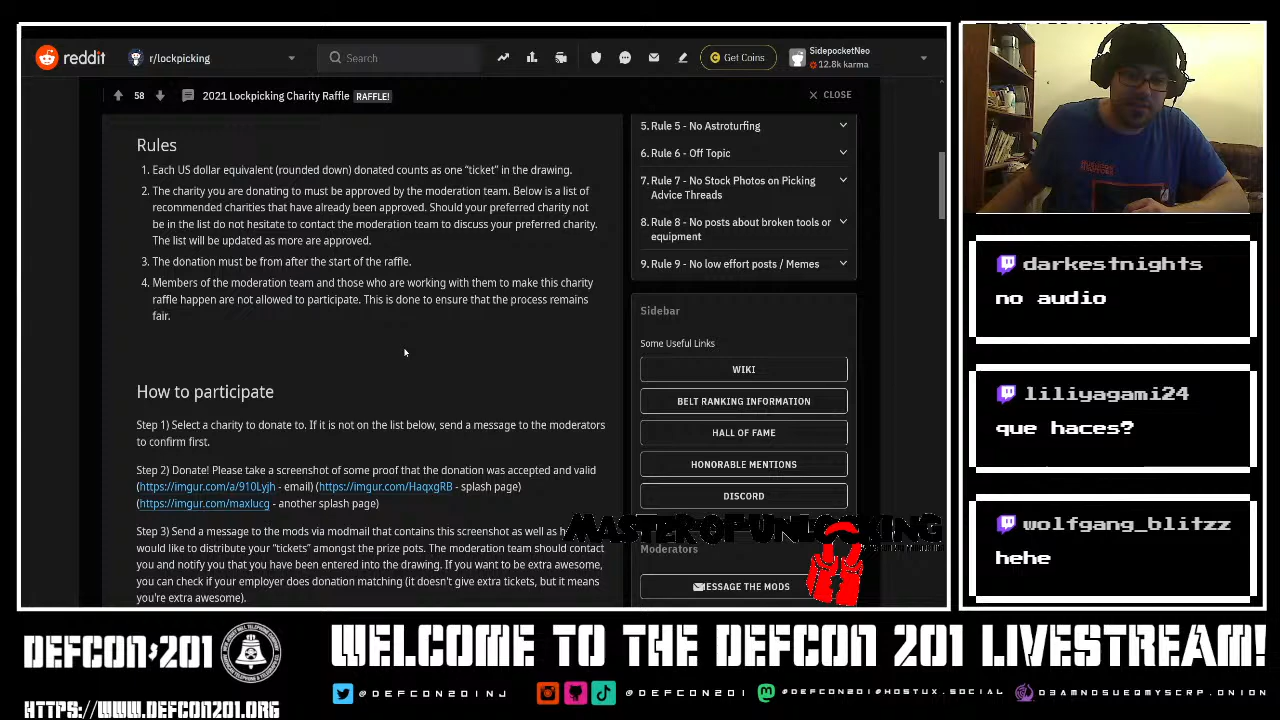 reddit
r/lockpicking
Search
Get Coins
SidepocketNeo
12.8k karma
58
2021 Lockpicking Charity Raffle RAFFLE!
CLOSE
Rules
1. Each US dollar equivalent (rounded down) donated counts as one “ticket” in the drawing.
2. The charity you are donating to must be approved by the moderation team. Below is a list of
recommended charities that have already been approved. Should your preferred charity not
be in the list do not hesitate to contact the moderation team to discuss your preferred charity.
The list will be updated as more are approved.
3. The donation must be from after the start of the raffle.
4. Members of the moderation team and those who are working with them to make this charity
raffle happen are not allowed to participate. This is done to ensure that the process remains
fair.
How to participate
Step 1) Select a charity to donate to. If it is not on the list below, send a message to the moderators
to confirm first.
Step 2) Donate! Please take a screenshot of some proof that the donation was accepted and valid
(https://imgur.com/a/910Lyjh - email) (https://imgur.com/HaqxgRB - splash page)
(https://imgur.com/maxlucg - another splash page)
Step 3) Send a message to the mods via modmail that contains this screenshot as well as h
would like to distribute your “tickets” amongst the prize pots. The moderation team should contact
you and notify you that you have been entered into the drawing. If you want to be extra awesome,
you can check if your employer does donation matching (it doesn't give extra tickets, but it means
you're extra awesome).
5. Rule 5 - No Astroturfing
6. Rule 6 - Off Topic
7. Rule 7 - No Stock Photos on Picking
Advice Threads
8. Rule 8 - No posts about broken tools or
equipment
9. Rule 9 - No low effort posts / Memes
Sidebar
Some Useful Links
WIKI
BELT RANKING INFORMATION
HALL OF FAME
HONORABLE MENTIONS
DISCORD
MASTER OF UNLOCKING
Moderators
MESSAGE THE MODS
darkestnights
no audio
liliyagami24
que haces?
wolfgang_blitzz
hehe
DEFCON 201
WELCOME TO THE DEFCON 201 LIVESTREAM!
HTTPS://WWW.DEFCON201.ORG
@DEFCON201NJ
@DEFCON201
@DEFCON201@HOSTUX.SOCIAL
D3AMNOSUEQMYSCRP.ONION